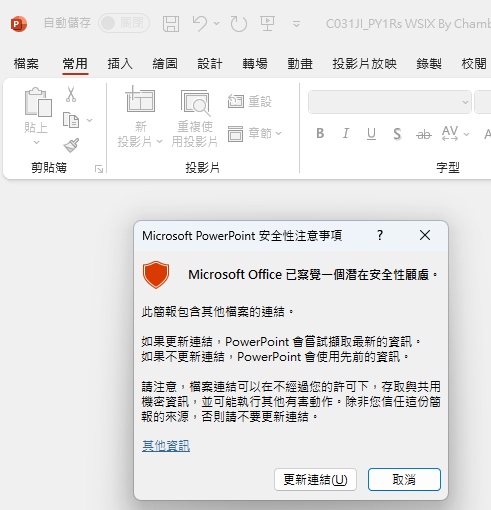 自動儲存 關閉 C031JI_PY1Rs WSIX By Chamb
檔案 常用 插入 繪圖 設計 轉場 動畫 投影片放映 錄製 校閱
貼上
新
投影片
重複使
用投影片
重設
章節
B I U S ab AV A
剪貼簿 投影片 字型
Microsoft PowerPoint 安全性注意事項 ?
Microsoft Office 已察覺一個潛在安全性顧慮。
此簡報包含其他檔案的連結。
如果更新連結，PowerPoint 會嘗試擷取最新的資訊。
如果不更新連結，PowerPoint 會使用先前的資訊。
請注意，檔案連結可以在不經過您的許可下，存取與共用
機密資訊，並可能執行其他有害動作。除非您信任這份簡
報的來源，否則請不要更新連結。
其他資訊
更新連結(U) 取消